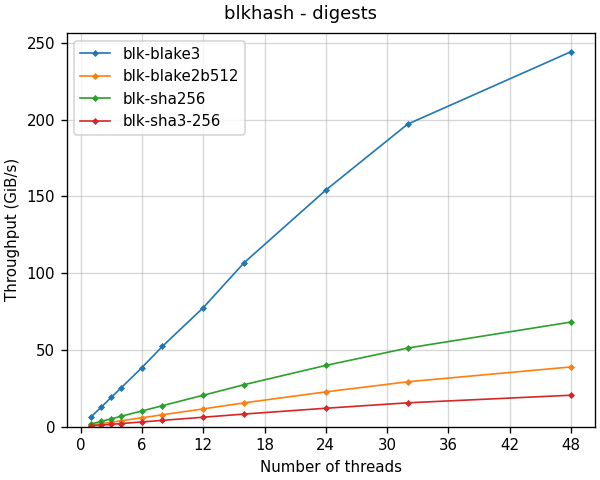 blkhash - digests
blk-blake3
blk-blake2b512
blk-sha256
blk-sha3-256
Throughput (GiB/s)
250
200
150
100
50
0
0 6 12 18 24 30 36 42 48
Number of threads